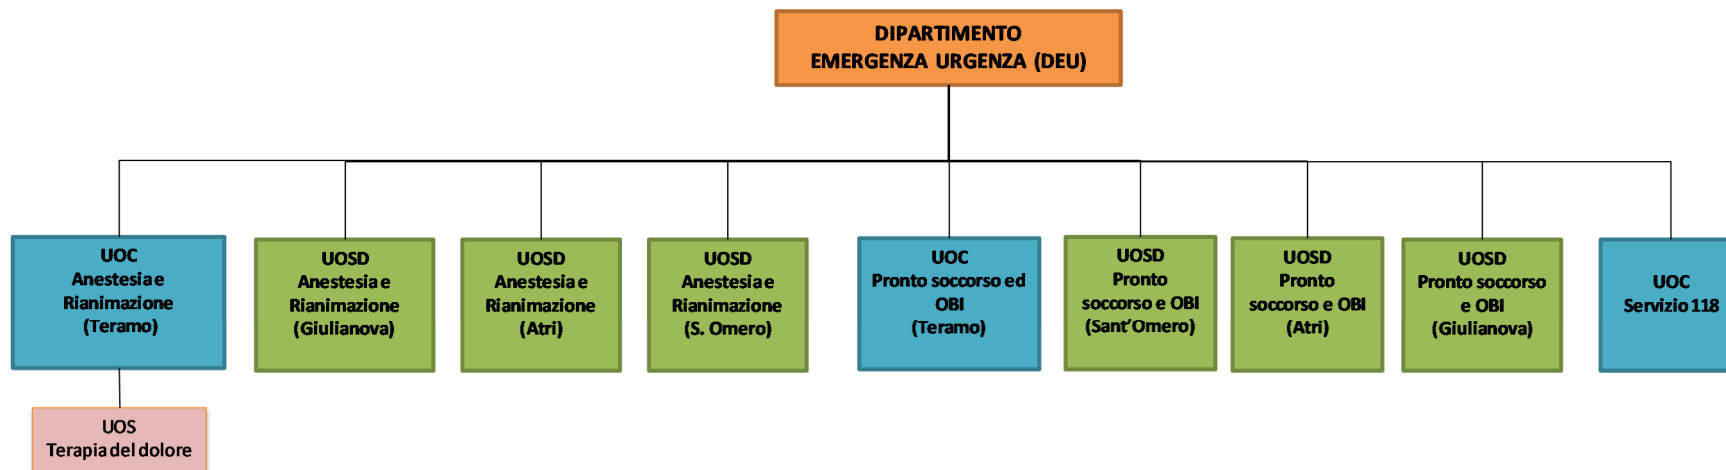 DIPARTIMENTO
EMERGENZA URGENZA (DEU)
UOC
Anestesia e
Rianimazione
(Teramo)
UOSD
Anestesia e
Rianimazione
(Giulianova)
UOSD
Anestesia e
Rianimazione
(Atri)
UOSD
Anestesia e
Rianimazione
(S. Omero)
UOC
Pronto soccorso ed
OBI
(Teramo)
UOSD
Pronto
soccorso e OBI
(Sant'Omero)
UOSD
Pronto
soccorso e OBI
(Atri)
UOSD
Pronto soccorso
e OBI
(Giulianova)
UOC
Servizio 118
UOS
Terapia del dolore